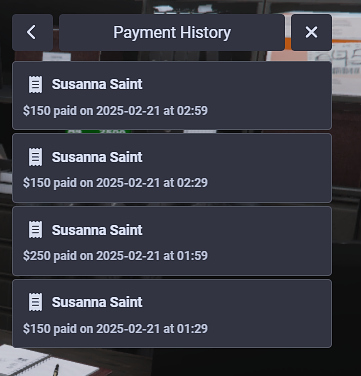 Payment History
Susanna Saint
$150 paid on 2025-02-21 at 02:59
Susanna Saint
$150 paid on 2025-02-21 at 02:29
Susanna Saint
$250 paid on 2025-02-21 at 01:59
Susanna Saint
$150 paid on 2025-02-21 at 01:29